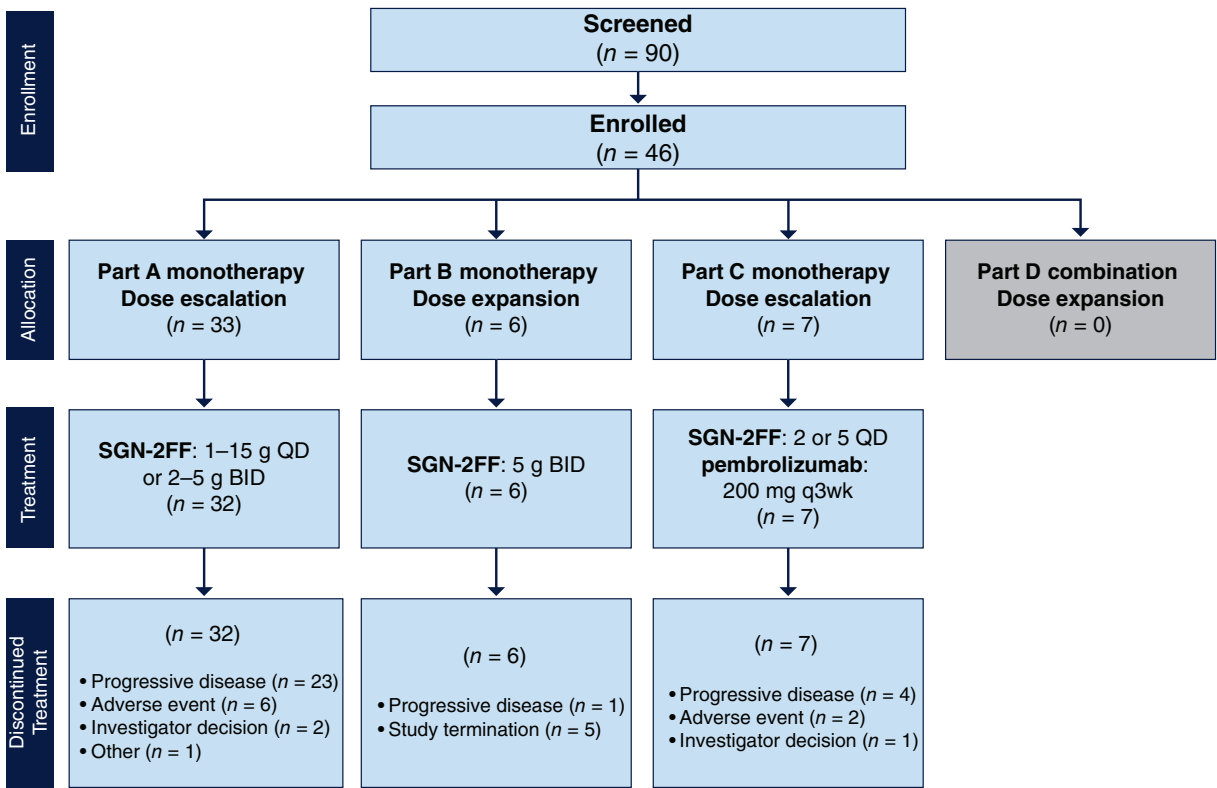 Enrollment
Screened
(n = 90)
Enrolled
(n = 46)
Allocation
Part A monotherapy
Dose escalation
(n = 33)
Part B monotherapy
Dose expansion
(n = 6)
Part C monotherapy
Dose escalation
(n = 7)
Part D combination
Dose expansion
(n = 0)
Treatment
SGN-2FF: 1–15 g QD
or 2–5 g BID
(n = 32)
SGN-2FF: 5 g BID
(n = 6)
SGN-2FF: 2 or 5 QD
pembrolizumab:
200 mg q3wk
(n = 7)
Discontinued
Treatment
(n = 32)
• Progressive disease (n = 23)
• Adverse event (n = 6)
• Investigator decision (n = 2)
• Other (n = 1)
(n = 6)
• Progressive disease (n = 1)
• Study termination (n = 5)
(n = 7)
• Progressive disease (n = 4)
• Adverse event (n = 2)
• Investigator decision (n = 1)